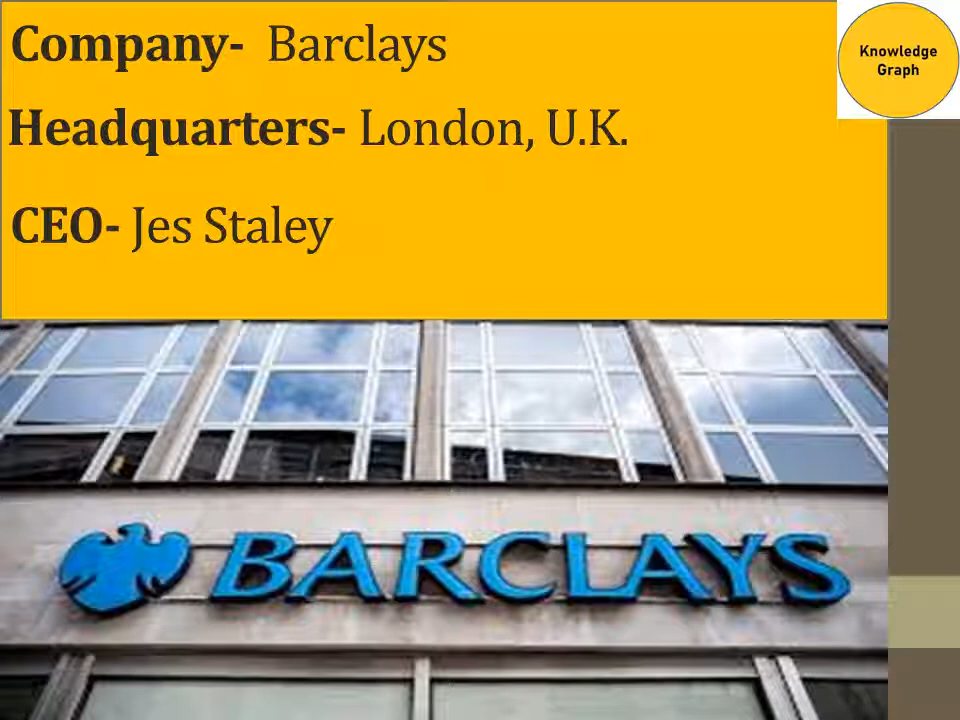 Company- Barclays
Knowledge
Graph
Headquarters- London, U.K.
CEO- Jes Staley
BARCLAYS